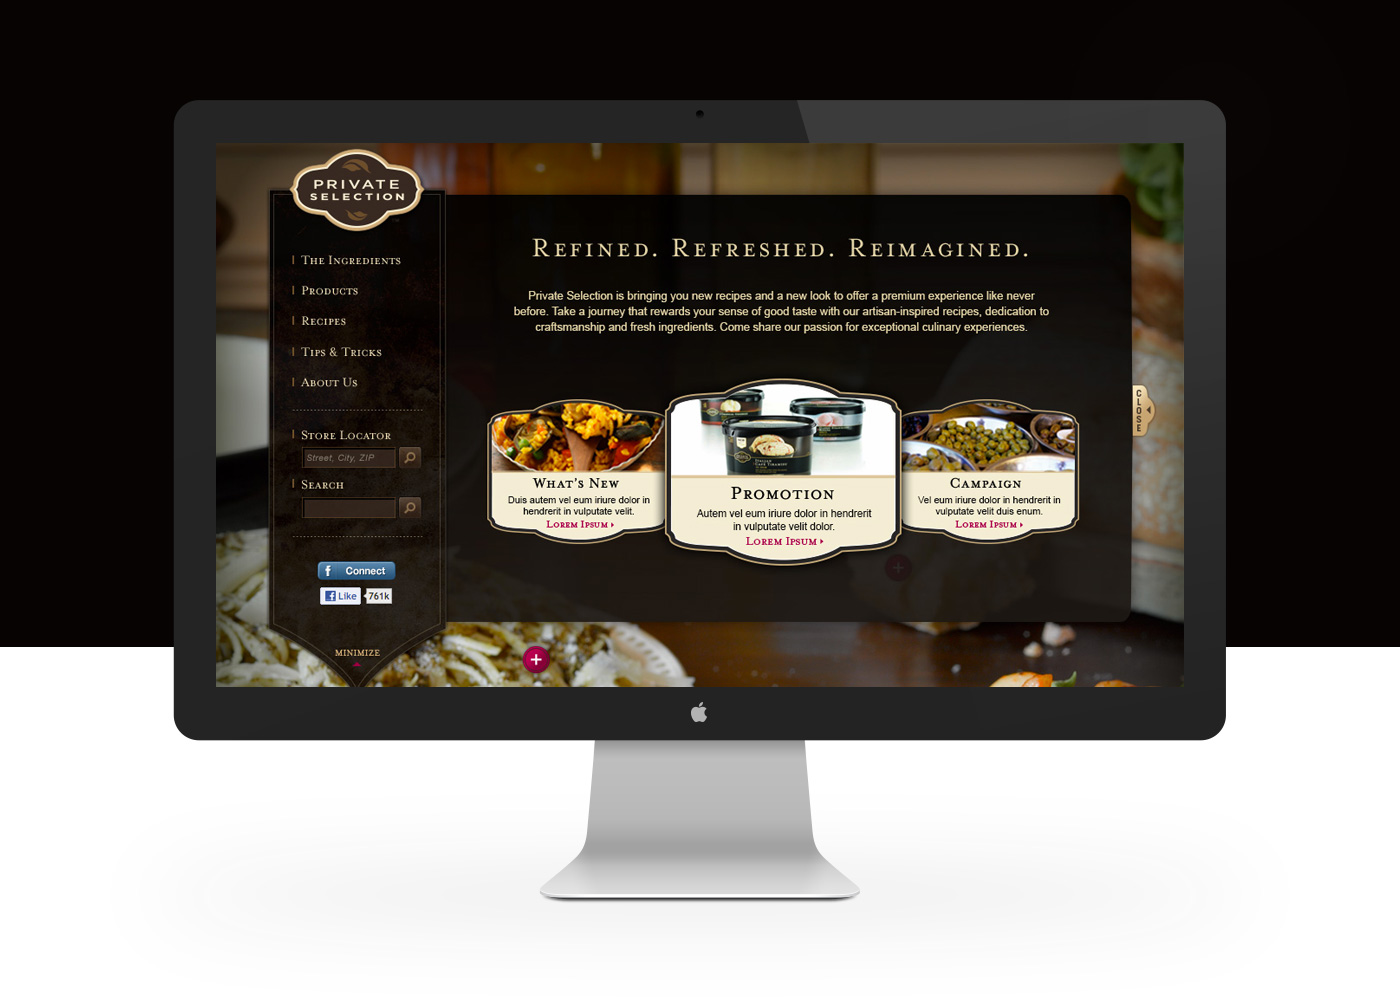 PRIVATE
SELECTION
The Ingredients
Products
Recipes
Tips & Tricks
About Us
Store Locator
Street, City, ZIP
Search
Connect
Like 761k
MINIMIZE
Refined. Refreshed. Reimagined.
Private Selection is bringing you new recipes and a new look to offer a premium experience like never
before. Take a journey that rewards your sense of good taste with our artisan-inspired recipes, dedication to
craftsmanship and fresh ingredients. Come share our passion for exceptional culinary experiences.
What's New
Duis autem vel eum iriure dolor in
hendrerit in vulputate velit.
Lorem Ipsum
Promotion
Autem vel eum iriure dolor in hendrerit
in vulputate velit dolor.
Lorem Ipsum
Campaign
Vel eum iriure dolor in hendrerit in
vulputate velit duis enum.
Lorem Ipsum
CLOSE